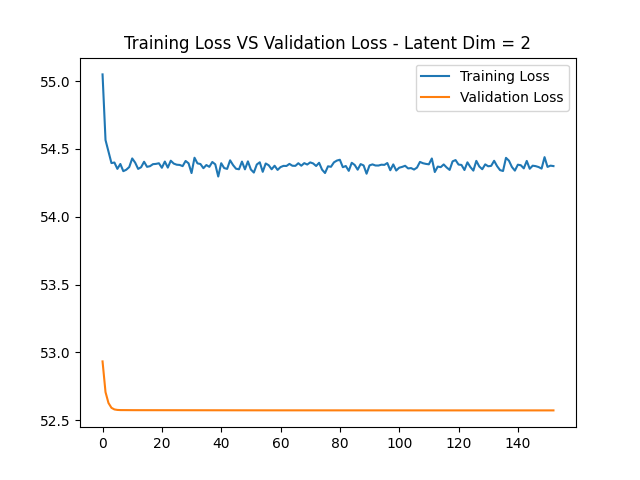 Training Loss VS Validation Loss - Latent Dim = 2
Training Loss
Validation Loss
55.0
54.5
54.0
53.5
53.0
52.5
0 20 40 60 80 100 120 140